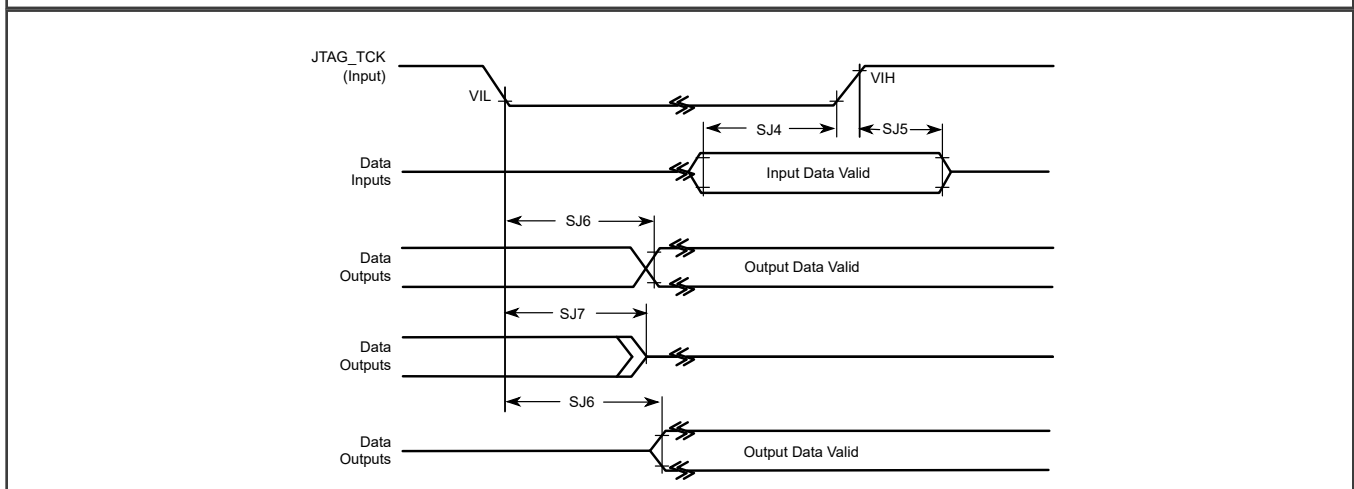 JTAG_TCK
(Input)
VIH
VIL
SJ4
SJ5
Data
Inputs
Input Data Valid
SJ6
Data
Outputs
Output Data Valid
SJ7
Data
Outputs
SJ6
Data
Outputs
Output Data Valid